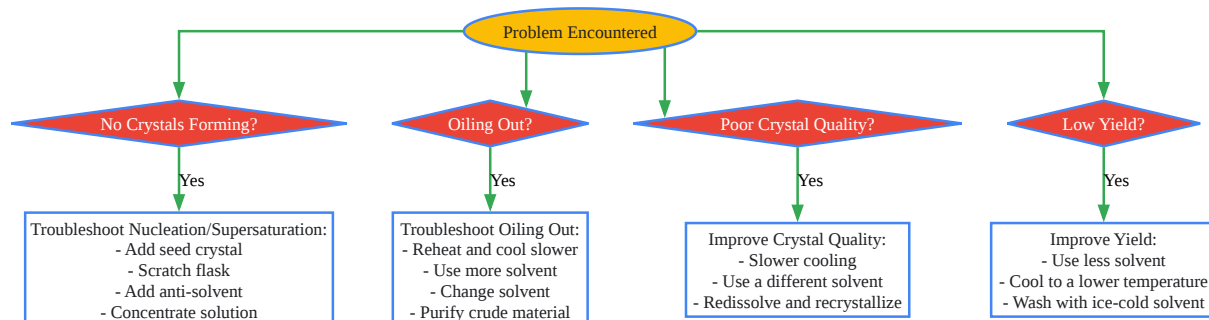 Problem Encountered
No Crystals Forming?
Oiling Out?
Poor Crystal Quality?
Low Yield?
Yes
Yes
Yes
Yes
Troubleshoot Nucleation/Supersaturation:
- Add seed crystal
- Scratch flask
- Add anti-solvent
- Concentrate solution
Troubleshoot Oiling Out:
- Reheat and cool slower
- Use more solvent
- Change solvent
- Purify crude material
Improve Crystal Quality:
- Slower cooling
- Use a different solvent
- Redissolve and recrystallize
Improve Yield:
- Use less solvent
- Cool to a lower temperature
- Wash with ice-cold solvent